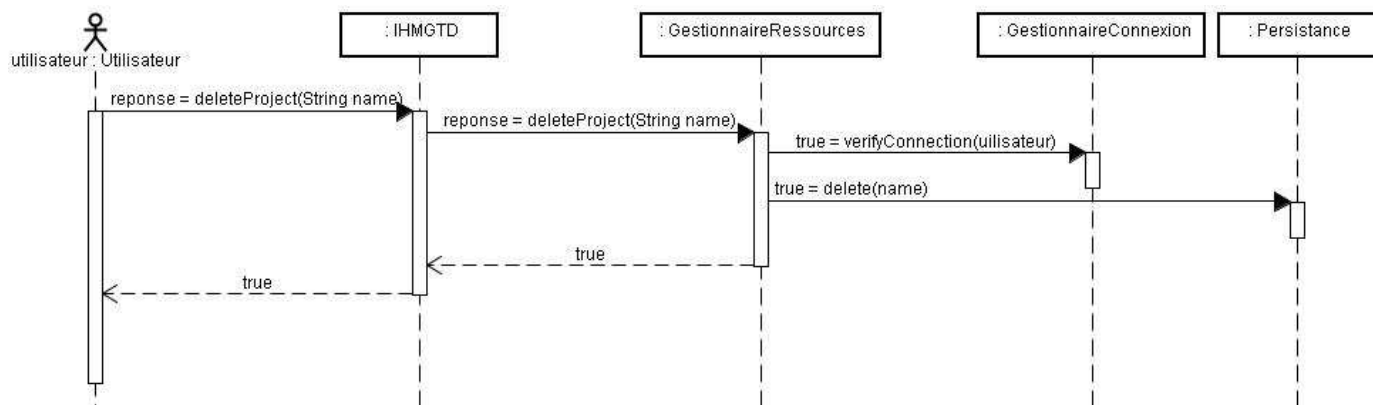 : IHMGTD
: GestionnaireRessources
: GestionnaireConnexion
: Persistance
utilisateur : Utilisateur
reponse = deleteProject(String name)
reponse = deleteProject(String name)
true = verifyConnection(uilisateur)
true = delete(name)
true
true